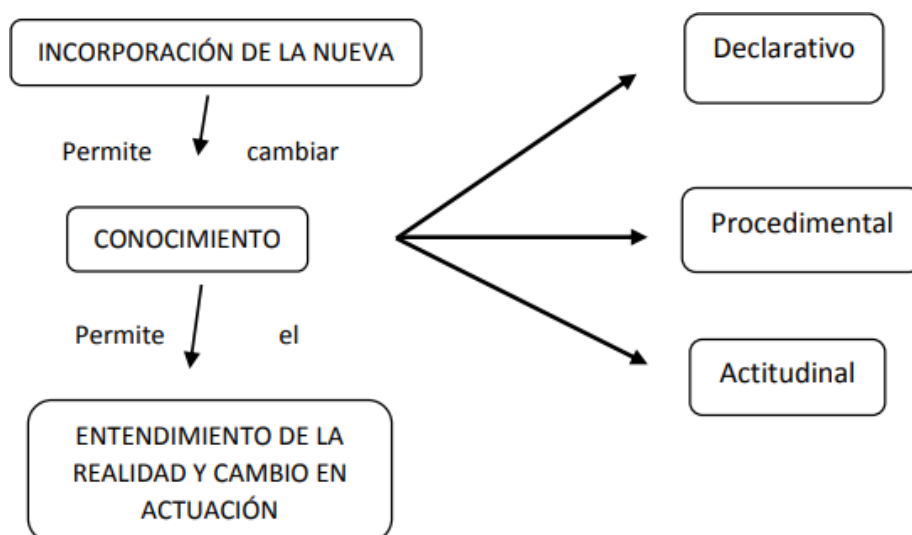 INCORPORACIÓN DE LA NUEVA
Permite cambiar
CONOCIMIENTO
Permite el
ENTENDIMIENTO DE LA
REALIDAD Y CAMBIO EN
ACTUACIÓN
Declarativo
Procedimental
Actitudinal